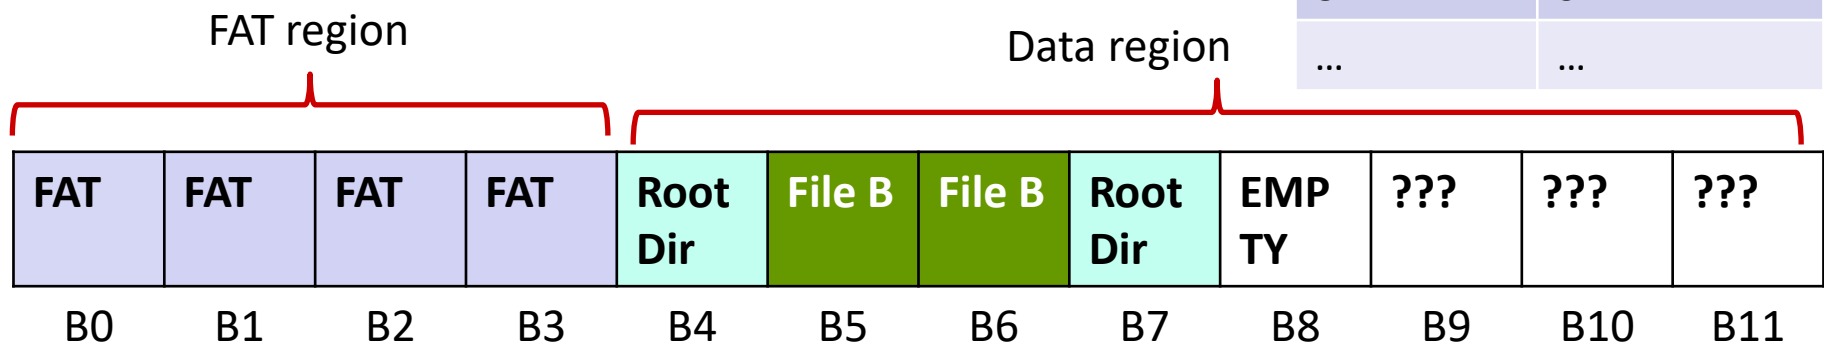 FAT region
Data region
… …
FAT FAT FAT FAT Root Dir File B File B Root Dir EMP TY ??? ??? ???
B0 B1 B2 B3 B4 B5 B6 B7 B8 B9 B10 B11